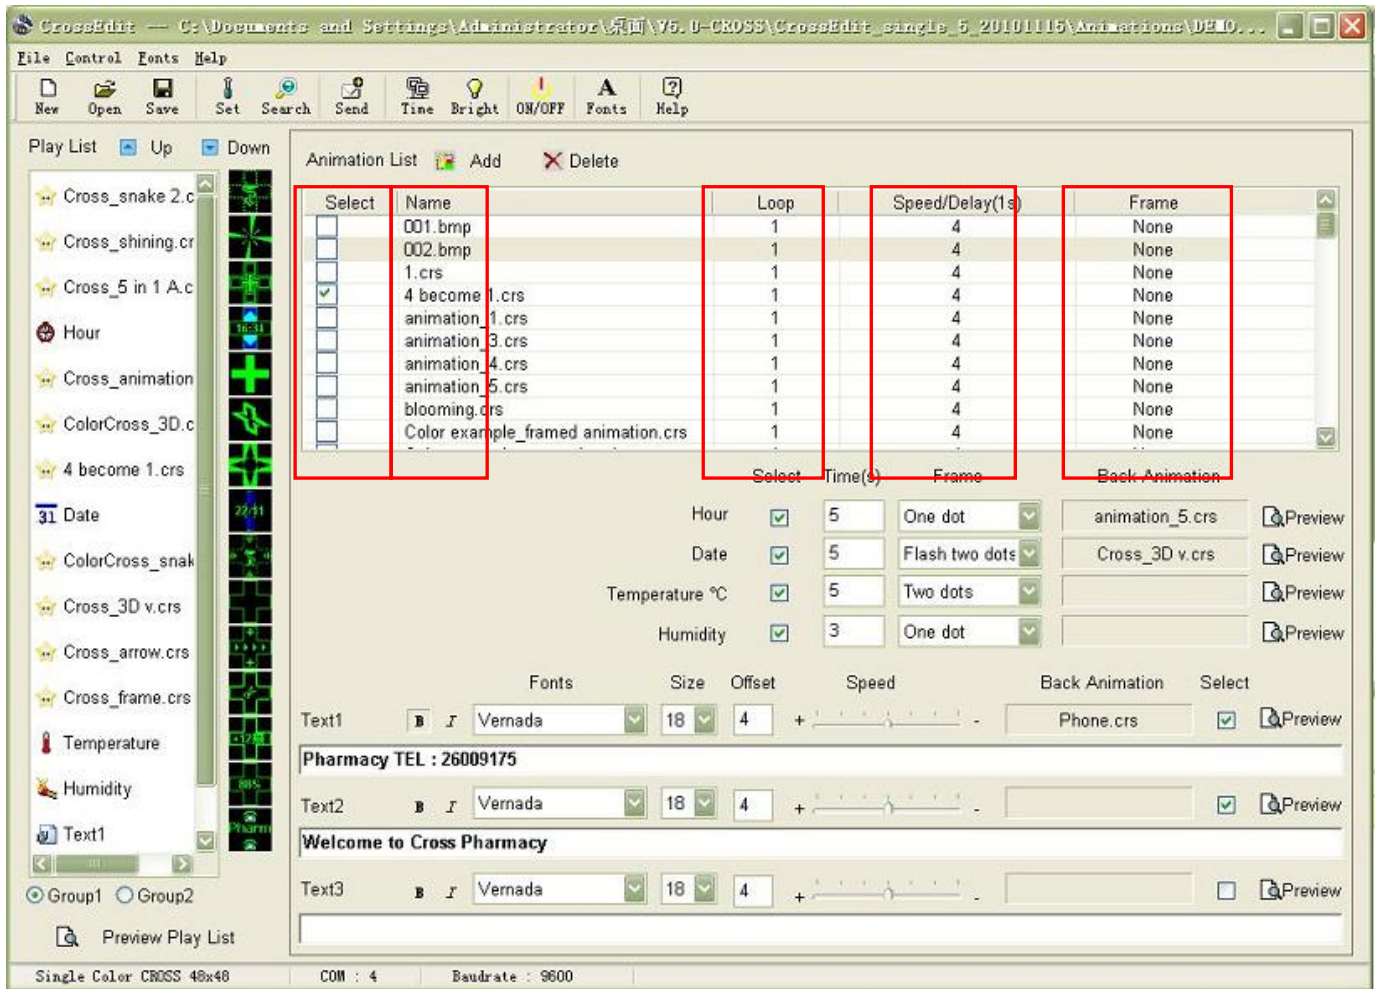 CrossEdit -- C:\Documents and Settings\Administrator\桌面\V5.0-CROSS\CrossEdit_single_5_20101115\Animations\DEMO...
File Control Fonts Help
New Open Save Set Search Send Time Bright ON/OFF Fonts Help
Play List Up Down
Cross_snake 2.c
Cross_shining.cr
Cross_5 in 1 A.c
Hour 16:34
Cross_animation
ColorCross_3D.c
4 become 1.crs
31 Date 22/11
ColorCross_snak
Cross_3D v.crs
Cross_arrow.crs
Cross_frame.crs
Temperature
Humidity 88%
Text1 Pharm
Group1 Group2
Preview Play List
Animation List Add Delete
Select Name Loop Speed/Delay(1s) Frame
001.bmp 1 4 None
002.bmp 1 4 None
1.crs 1 4 None
4 become 1.crs 1 4 None
animation_1.crs 1 4 None
animation_3.crs 1 4 None
animation_4.crs 1 4 None
animation_5.crs 1 4 None
blooming.crs 1 4 None
Color example_framed animation.crs 1 4 None
Select Time(s) Frame Back Animation
Hour 5 One dot animation_5.crs Preview
Date 5 Flash two dots Cross_3D v.crs Preview
Temperature ℃ 5 Two dots Preview
Humidity 3 One dot Preview
Fonts Size Offset Speed Back Animation Select
Text1 B I Vernada 18 4 + - Phone.crs Preview
Pharmacy TEL : 26009175
Text2 B I Vernada 18 4 + - Preview
Welcome to Cross Pharmacy
Text3 B I Vernada 18 4 + - Preview
Single Color CROSS 48x48 COM : 4 Baudrate : 9600